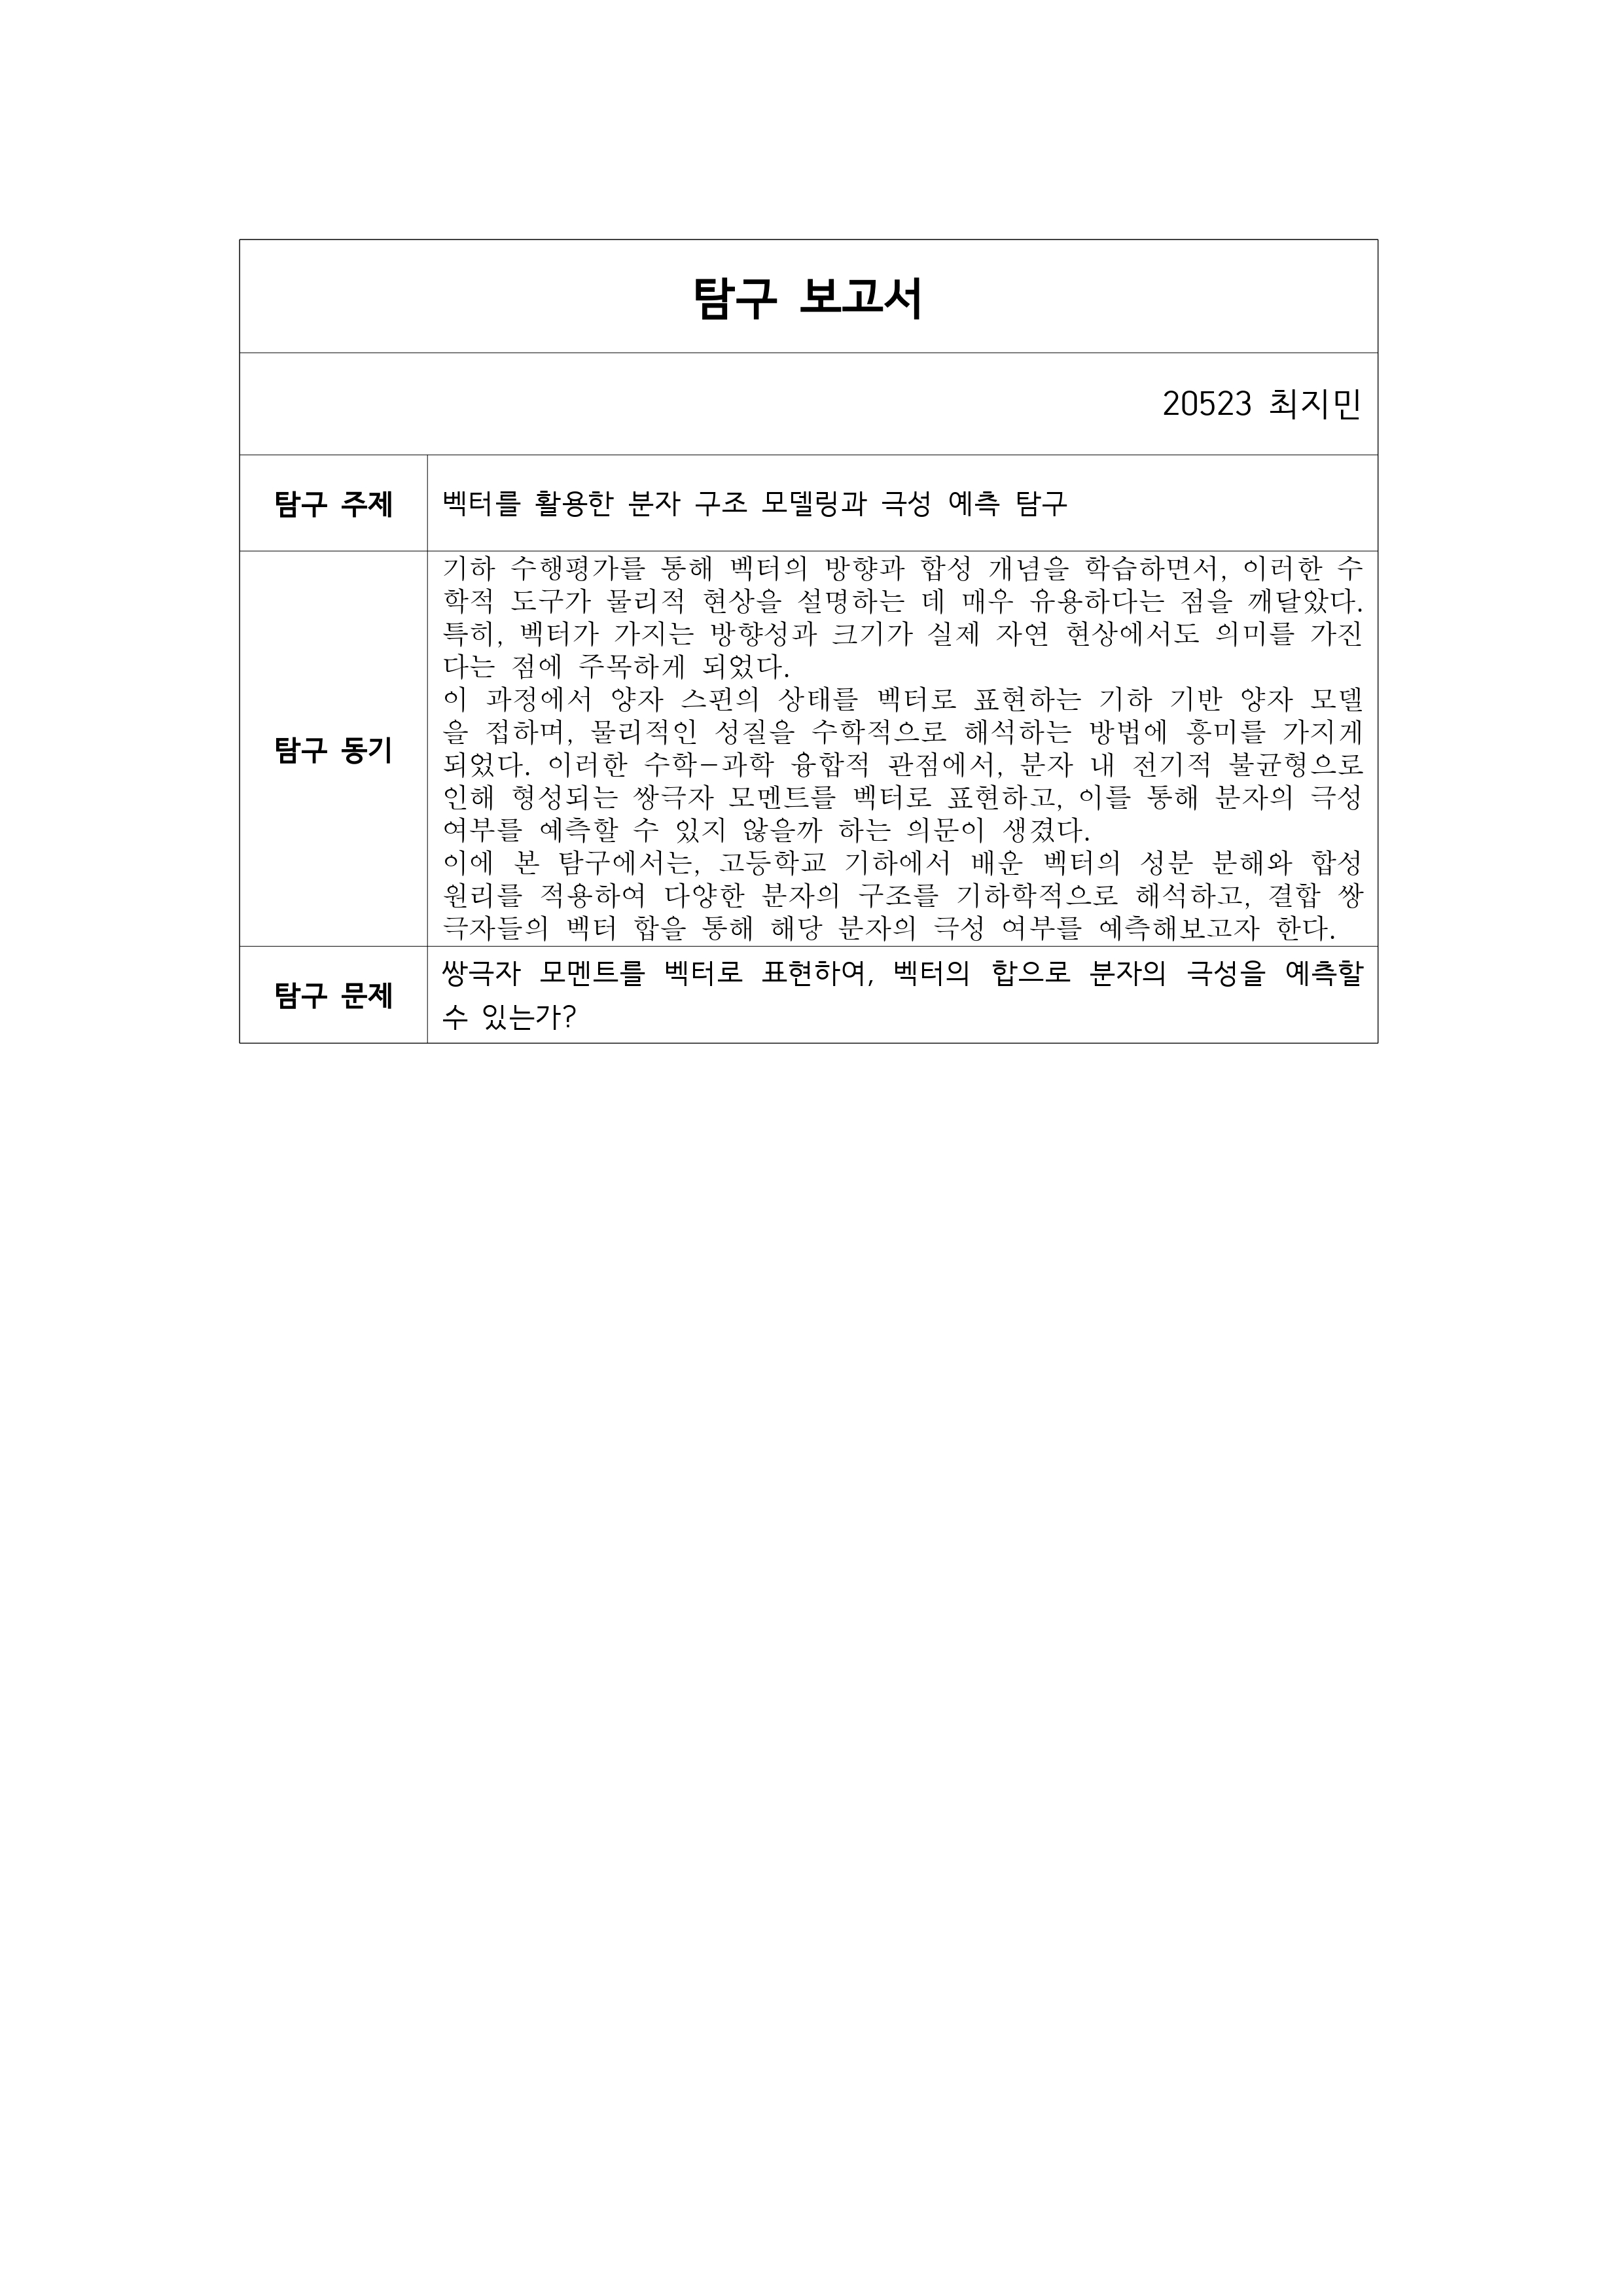 탐구 보고서
20523 최지민
탐구 주제
벡터를 활용한 분자 구조 모델링과 극성 예측 탐구
탐구 동기
기하 수행평가를 통해 벡터의 방향과 합성 개념을 학습하면서, 이러한 수
학적 도구가 물리적 현상을 설명하는 데 매우 유용하다는 점을 깨달았다.
특히, 벡터가 가지는 방향성과 크기가 실제 자연 현상에서도 의미를 가진
다는 점에 주목하게 되었다.
이 과정에서 양자 스핀의 상태를 벡터로 표현하는 기하 기반 양자 모델
을 접하며, 물리적인 성질을 수학적으로 해석하는 방법에 흥미를 가지게
되었다. 이러한 수학-과학 융합적 관점에서, 분자 내 전기적 불균형으로
인해 형성되는 쌍극자 모멘트를 벡터로 표현하고, 이를 통해 분자의 극성
여부를 예측할 수 있지 않을까 하는 의문이 생겼다.
이에 본 탐구에서는, 고등학교 기하에서 배운 벡터의 성분 분해와 합성
원리를 적용하여 다양한 분자의 구조를 기하학적으로 해석하고, 결합 쌍
극자들의 벡터 합을 통해 해당 분자의 극성 여부를 예측해보고자 한다.
탐구 문제
쌍극자 모멘트를 벡터로 표현하여, 벡터의 합으로 분자의 극성을 예측할
수 있는가?